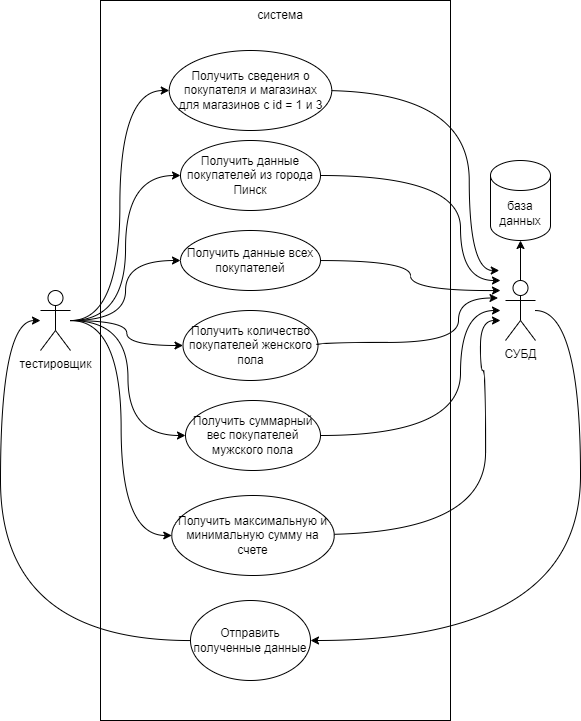 система
Получить сведения о
покупателя и магазинах
для магазинов с id = 1 и 3
Получить данные
покупателей из города
Пинск
база
данных
Получить данные всех
покупателей
Получить количество
покупателей женского
пола
тестировщик
СУБД
Получить суммарный
вес покупателей
мужского пола
Получить максимальную и
минимальную сумму на
счете
Отправить
полученные данные